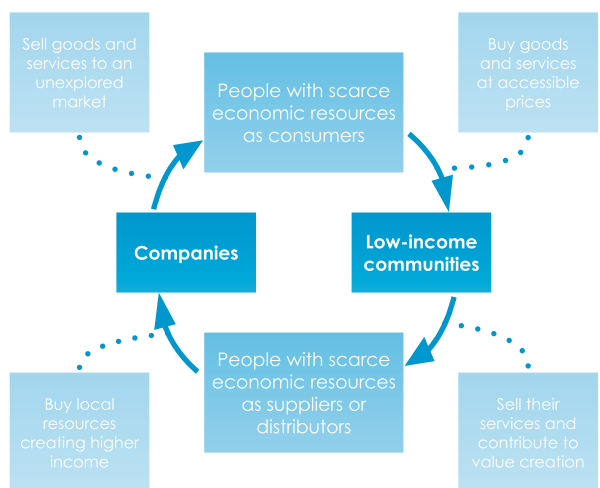 Sell goods and
services to an
unexplored
market
People with scarce
economic resources
as consumers
Buy goods
and services
at accessible
prices
Companies
Low-income
communities
Buy local
resources
creating higher
income
People with scarce
economic resources
as suppliers or
distributors
Sell their
services and
contribute to
value creation